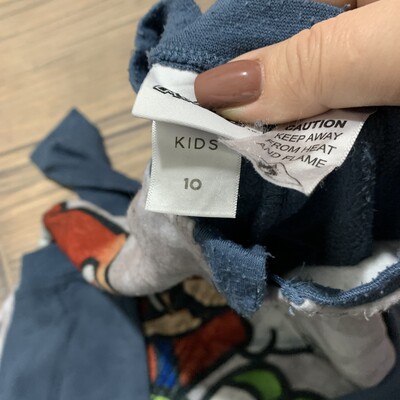 KIDS
10
CAUTION
KEEP AWAY
FROM HEAT
AND FLAME